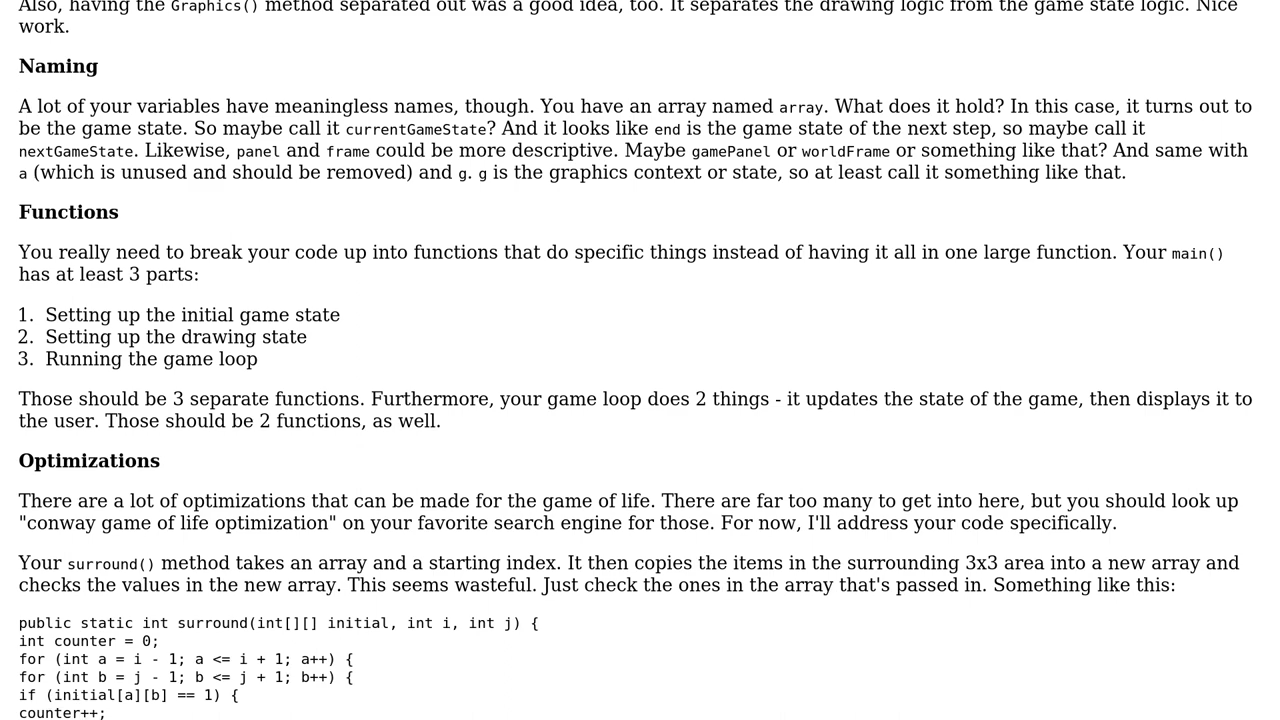 Also, having the Graphics() method separated out was a good idea, too. It separates the drawing logic from the game state logic. Nice
work.
Naming
A lot of your variables have meaningless names, though. You have an array named array. What does it hold? In this case, it turns out to
be the game state. So maybe call it currentGameState? And it looks like end is the game state of the next step, so maybe call it
nextGameState. Likewise, panel and frame could be more descriptive. Maybe gamePanel or worldFrame or something like that? And same with
a (which is unused and should be removed) and g. g is the graphics context or state, so at least call it something like that.
Functions
You really need to break your code up into functions that do specific things instead of having it all in one large function. Your main()
has at least 3 parts:
1. Setting up the initial game state
2. Setting up the drawing state
3. Running the game loop
Those should be 3 separate functions. Furthermore, your game loop does 2 things - it updates the state of the game, then displays it to
the user. Those should be 2 functions, as well.
Optimizations
There are a lot of optimizations that can be made for the game of life. There are far too many to get into here, but you should look up
"conway game of life optimization" on your favorite search engine for those. For now, I'll address your code specifically.
Your surround() method takes an array and a starting index. It then copies the items in the surrounding 3x3 area into a new array and
checks the values in the new array. This seems wasteful. Just check the ones in the array that's passed in. Something like this:
public static int surround(int[][] initial, int i, int j) {
int counter = 0;
for (int a = i - 1; a <= i + 1; a++) {
for (int b = j - 1; b <= j + 1; b++) {
if (initial[a][b] == 1) {
counter++;